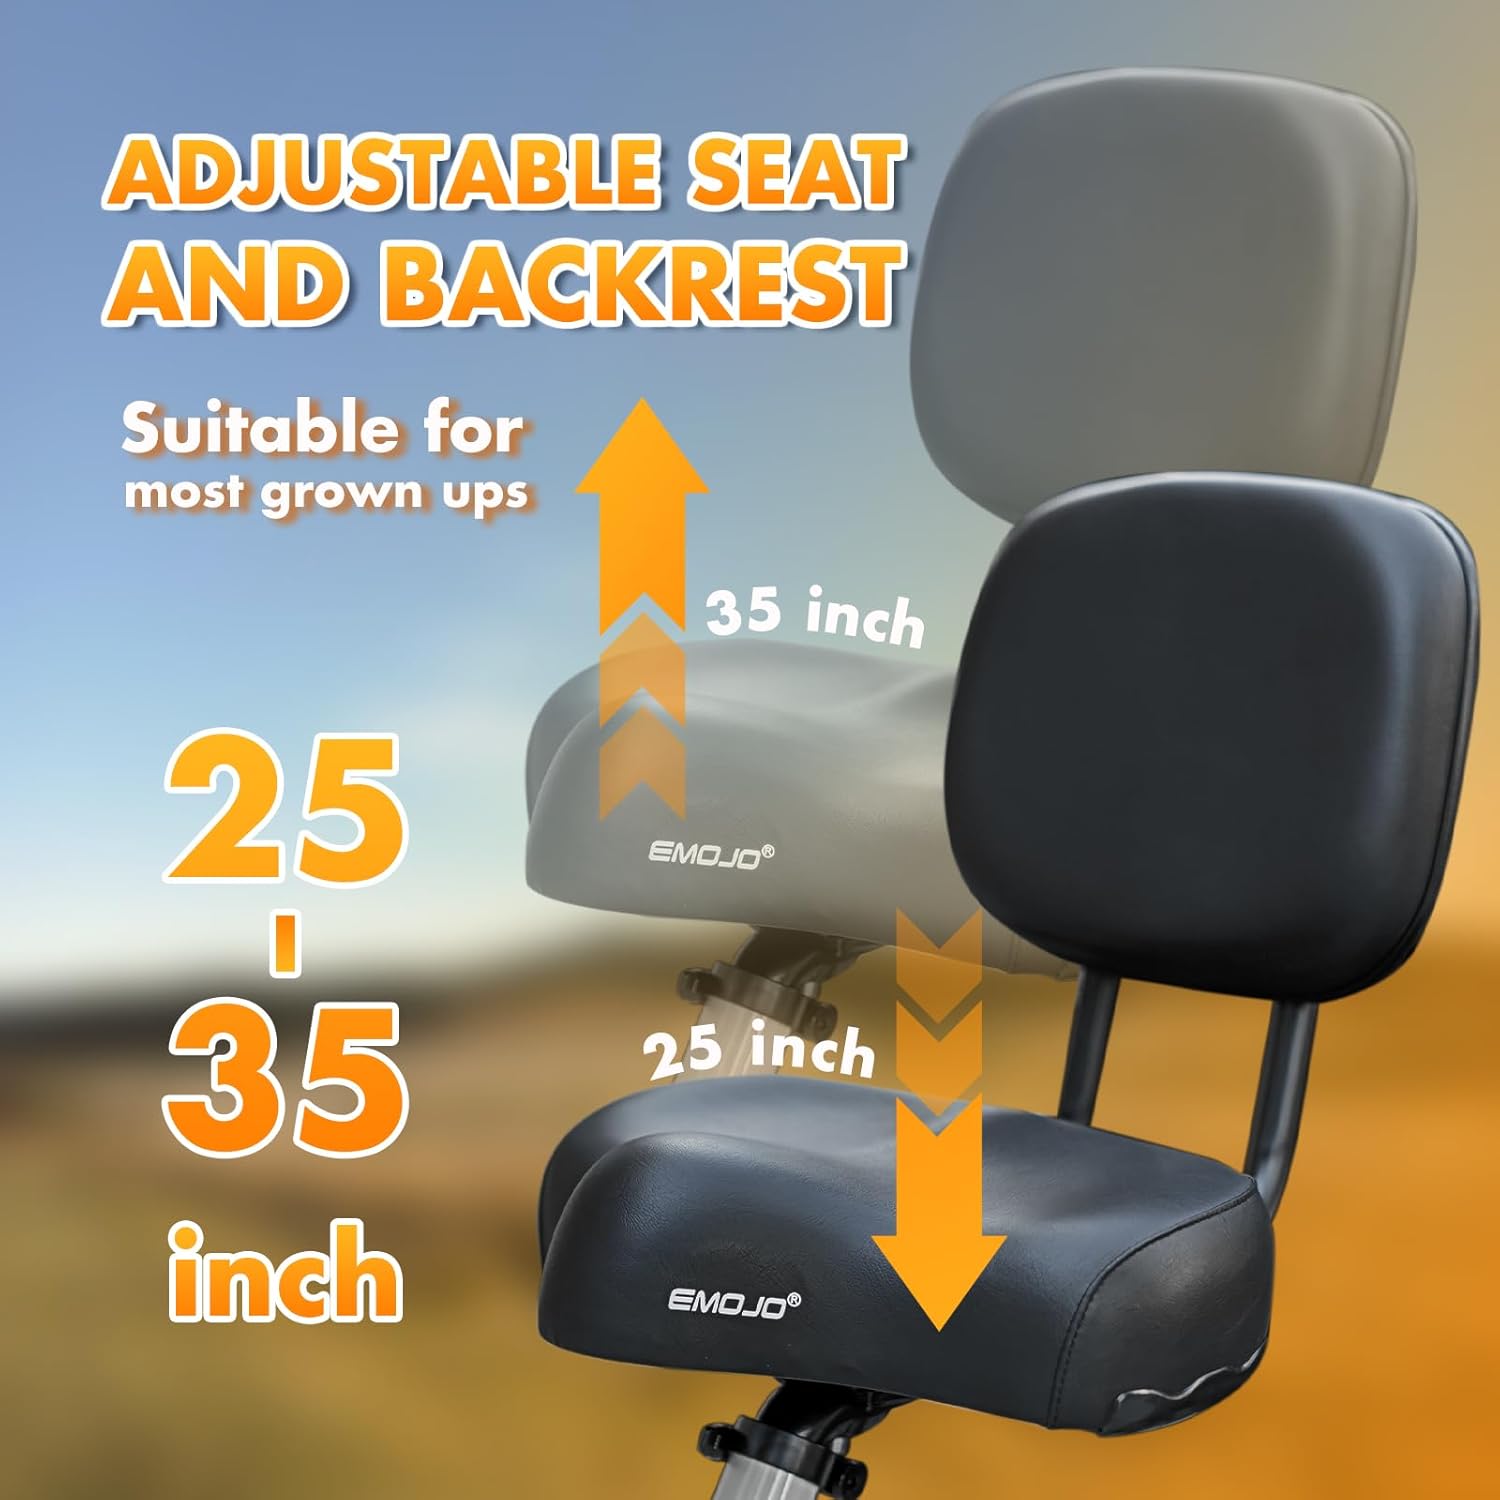 ADJUSTABLE SEAT
AND BACKREST
Suitable for
most grown ups
35 inch
25
-
35
inch
EMOJO®
25 inch
EMOJO®